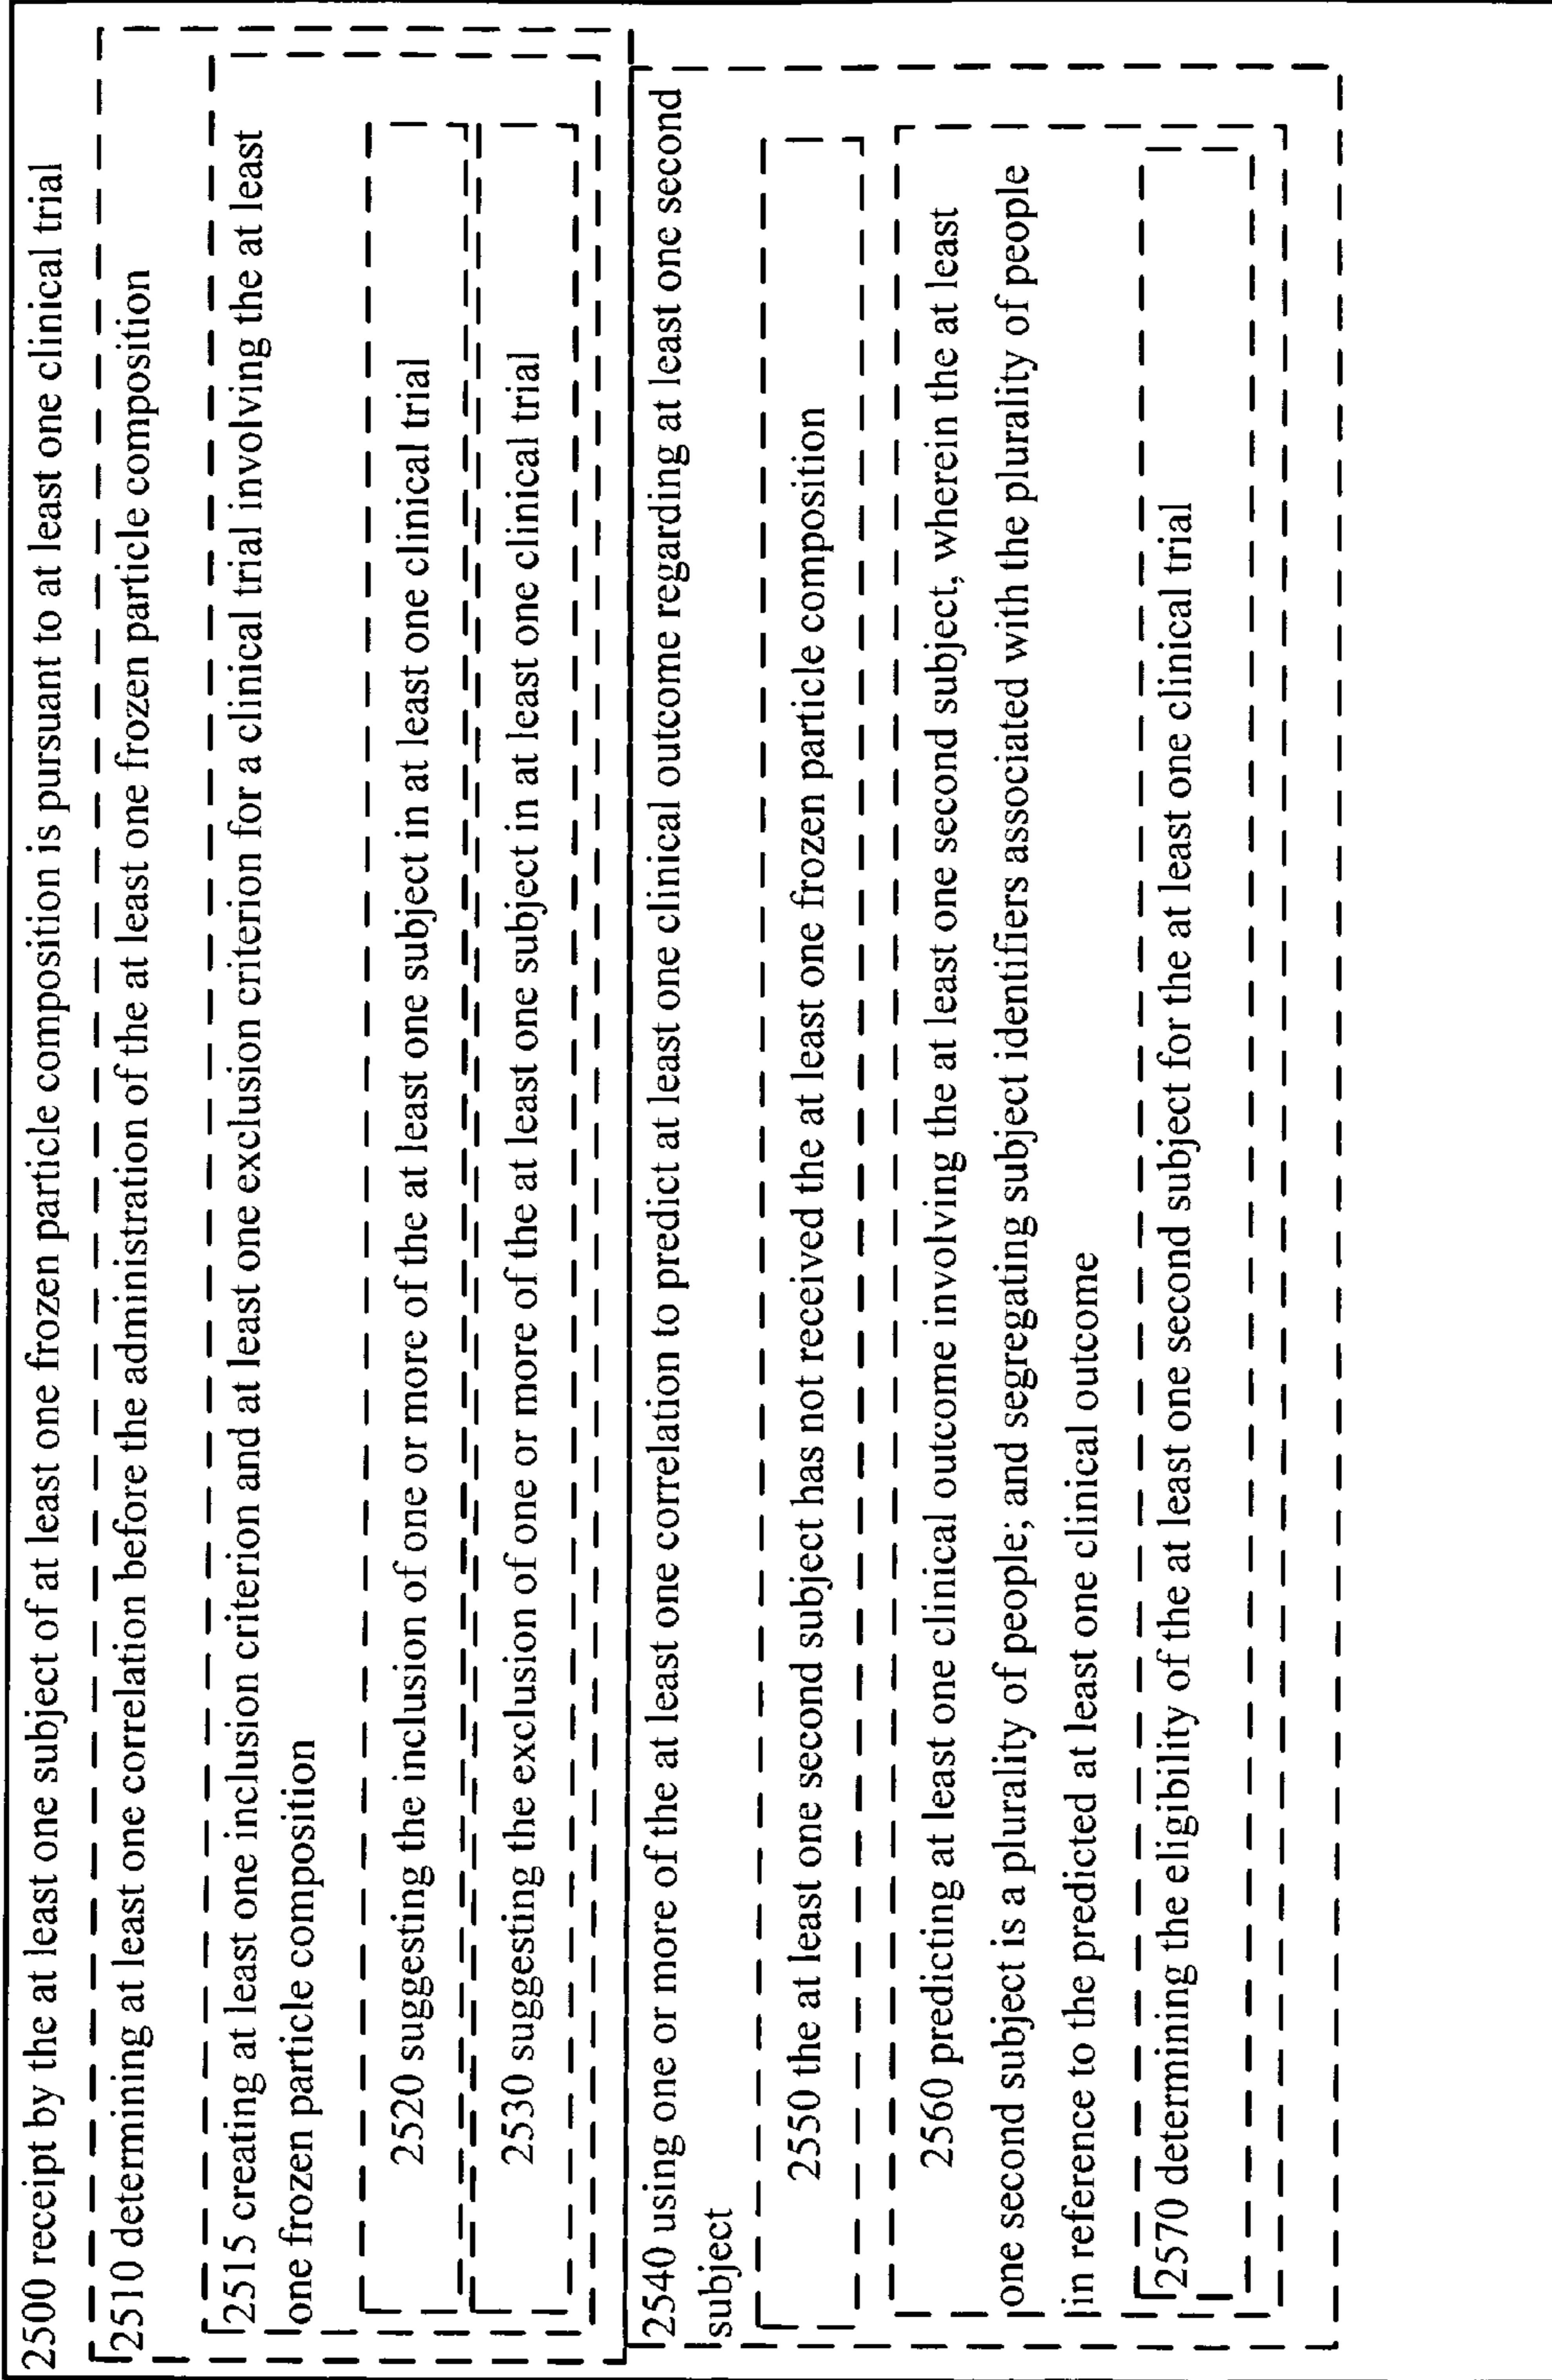 2500 receipt by the at least one subject of at least one frozen particle composition is pursuant to at least one clinical trial
2510 determining at least one correlation before the administration of the at least one frozen particle composition
2515 creating at least one inclusion criterion and at least one exclusion criterion for a clinical trial involving the at least
one frozen particle composition
2520 suggesting the inclusion of one or more of the at least one subject in at least one clinical trial
2530 suggesting the exclusion of one or more of the at least one subject in at least one clinical trial
2540 using one or more of the at least one correlation to predict at least one clinical outcome regarding at least one second
subject
2550 the at least one second subject has not received the at least one frozen particle composition
2560 predicting at least one clinical outcome involving the at least one second subject, wherein the at least
one second subject is a plurality of people; and segregating subject identifiers associated with the plurality of people
in reference to the predicted at least one clinical outcome
2570 determining the eligibility of the at least one second subject for the at least one clinical trial